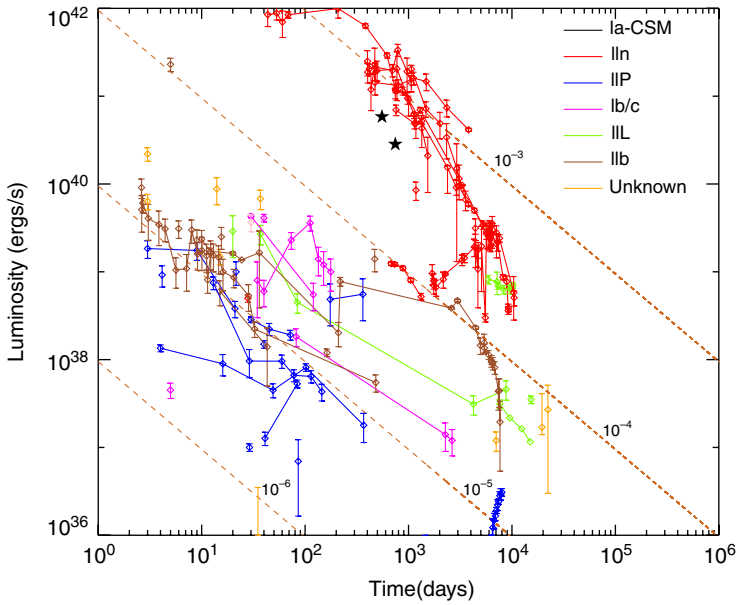 10^42
10^40
10^38
10^36
Luminosity (ergs/s)
Ia-CSM
IIn
IIP
Ib/c
IIL
IIb
Unknown
10^-3
10^-4
10^-5
10^-6
10^0 10^1 10^2 10^3 10^4 10^5 10^6
Time(days)